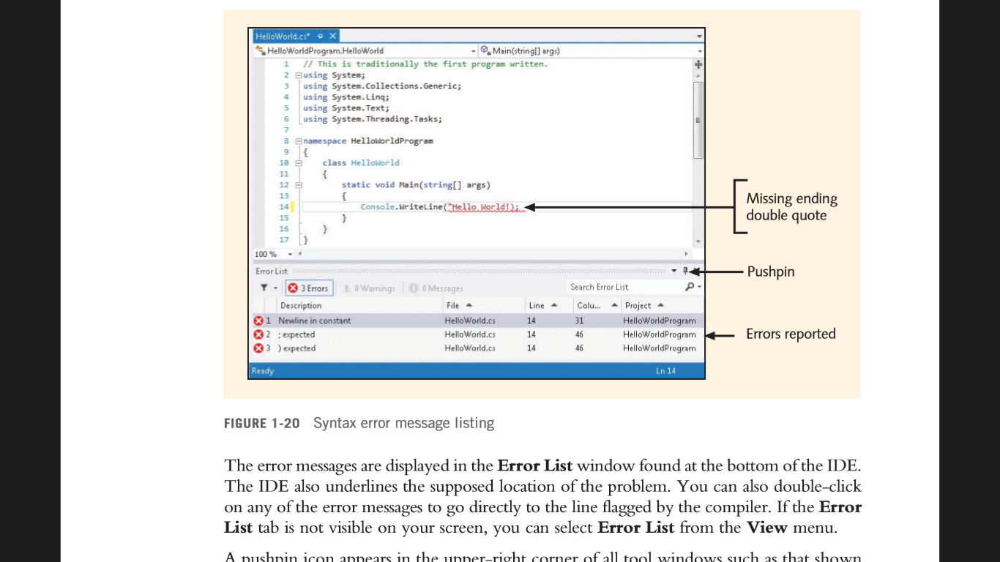 HelloWorld.cs*
HelloWorldProgram.HelloWorld Main(string[] args)
1 // This is traditionally the first program written.
2 using System;
3 using System.Collections.Generic;
4 using System.Linq;
5 using System.Text;
6 using System.Threading.Tasks;
7
8 namespace HelloWorldProgram
9 {
10 class HelloWorld
11 {
12 static void Main(string[] args)
13 {
14 Console.WriteLine("Hello World!);
15 }
16 }
17 }
Missing ending
double quote
100 %
Error List
Pushpin
3 Errors 0 Warnings 0 Messages Search Error List
Description File Line Colu... Project
1 Newline in constant HelloWorld.cs 14 31 HelloWorldProgram
2 ; expected HelloWorld.cs 14 46 HelloWorldProgram
3 ) expected HelloWorld.cs 14 46 HelloWorldProgram
Errors reported
Ready Ln 14
FIGURE 1-20 Syntax error message listing
The error messages are displayed in the Error List window found at the bottom of the IDE.
The IDE also underlines the supposed location of the problem. You can also double-click
on any of the error messages to go directly to the line flagged by the compiler. If the Error
List tab is not visible on your screen, you can select Error List from the View menu.
A pushpin icon appears in the upper-right corner of all tool windows such as that shown